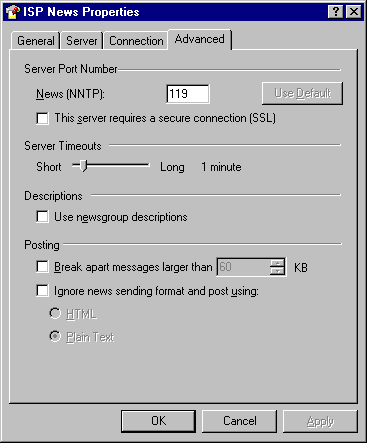 ISP News Properties
General Server Connection Advanced
Server Port Number
News (NNTP): 119 Use Default
This server requires a secure connection (SSL)
Server Timeouts
Short Long 1 minute
Descriptions
Use newsgroup descriptions
Posting
Break apart messages larger than 60 KB
Ignore news sending format and post using:
HTML
Plain Text
OK Cancel Apply